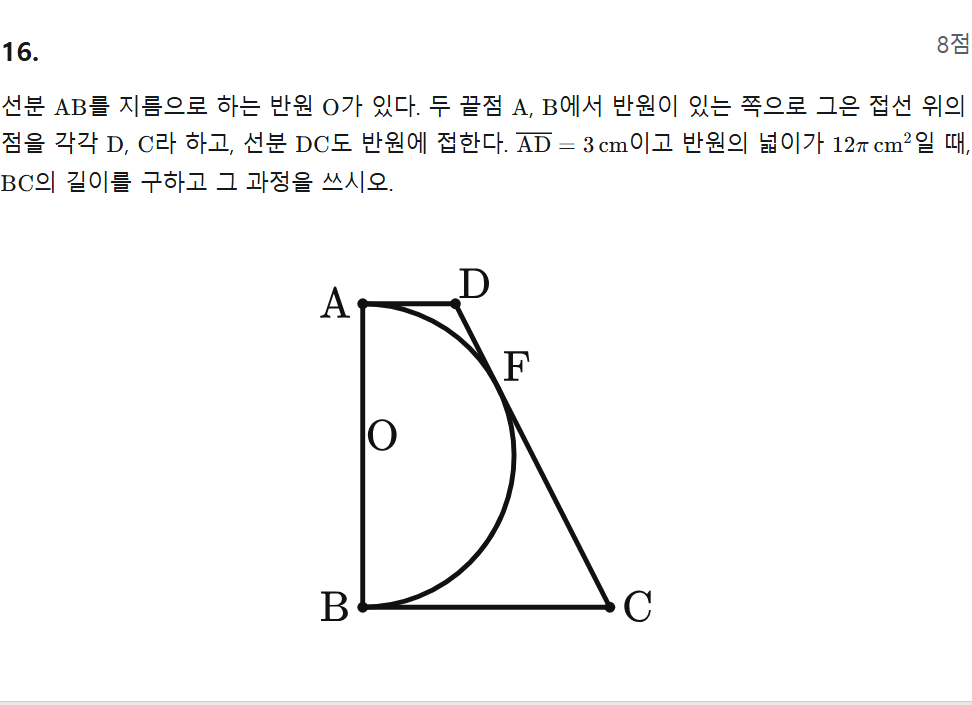 16.
8점
선분 AB를 지름으로 하는 반원 O가 있다. 두 끝점 A, B에서 반원이 있는 쪽으로 그은 접선 위의
점을 각각 D, C라 하고, 선분 DC도 반원에 접한다. $\overline{AD}$ = 3 cm이고 반원의 넓이가 12π cm²일 때,
BC의 길이를 구하고 그 과정을 쓰시오.
D
A
F
O
B
C